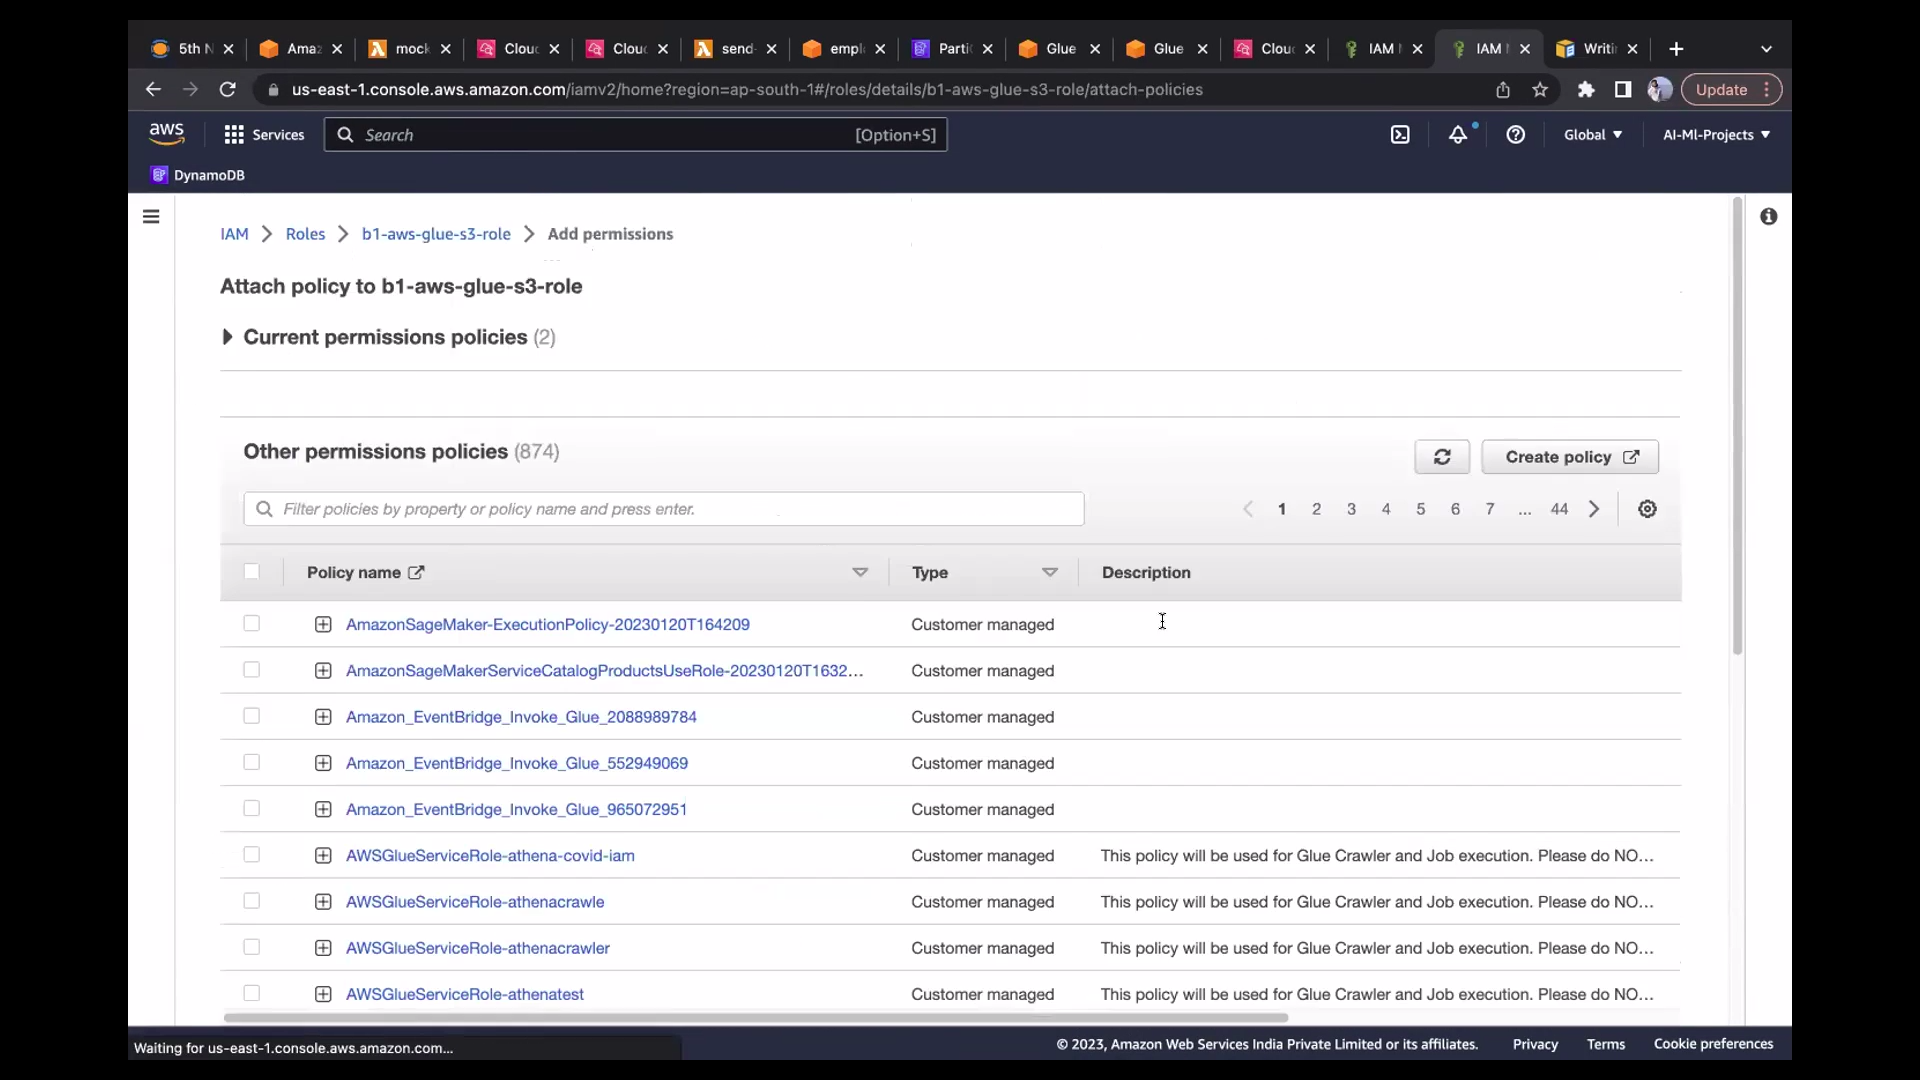 5th N
Amaz
mock
Clou
Clou
send-
empl
Parti
Glue
Glue
Clou
IAM
IAM
Writi
us-east-1.console.aws.amazon.com/iamv2/home?region=ap-south-1#/roles/details/b1-aws-glue-s3-role/attach-policies
Update
aws
Services
Search
[Option+S]
Global
AI-Ml-Projects
DynamoDB
IAM > Roles > b1-aws-glue-s3-role > Add permissions
Attach policy to b1-aws-glue-s3-role
Current permissions policies (2)
Other permissions policies (874)
Create policy
Filter policies by property or policy name and press enter.
1 2 3 4 5 6 7 ... 44
Policy name Type Description
AmazonSageMaker-ExecutionPolicy-20230120T164209 Customer managed
AmazonSageMakerServiceCatalogProductsUseRole-20230120T1632... Customer managed
Amazon_EventBridge_Invoke_Glue_2088989784 Customer managed
Amazon_EventBridge_Invoke_Glue_552949069 Customer managed
Amazon_EventBridge_Invoke_Glue_965072951 Customer managed
AWSGlueServiceRole-athena-covid-iam Customer managed This policy will be used for Glue Crawler and Job execution. Please do NO...
AWSGlueServiceRole-athenacrawle Customer managed This policy will be used for Glue Crawler and Job execution. Please do NO...
AWSGlueServiceRole-athenacrawler Customer managed This policy will be used for Glue Crawler and Job execution. Please do NO...
AWSGlueServiceRole-athenatest Customer managed This policy will be used for Glue Crawler and Job execution. Please do NO...
Waiting for us-east-1.console.aws.amazon.com...
© 2023, Amazon Web Services India Private Limited or its affiliates. Privacy Terms Cookie preferences